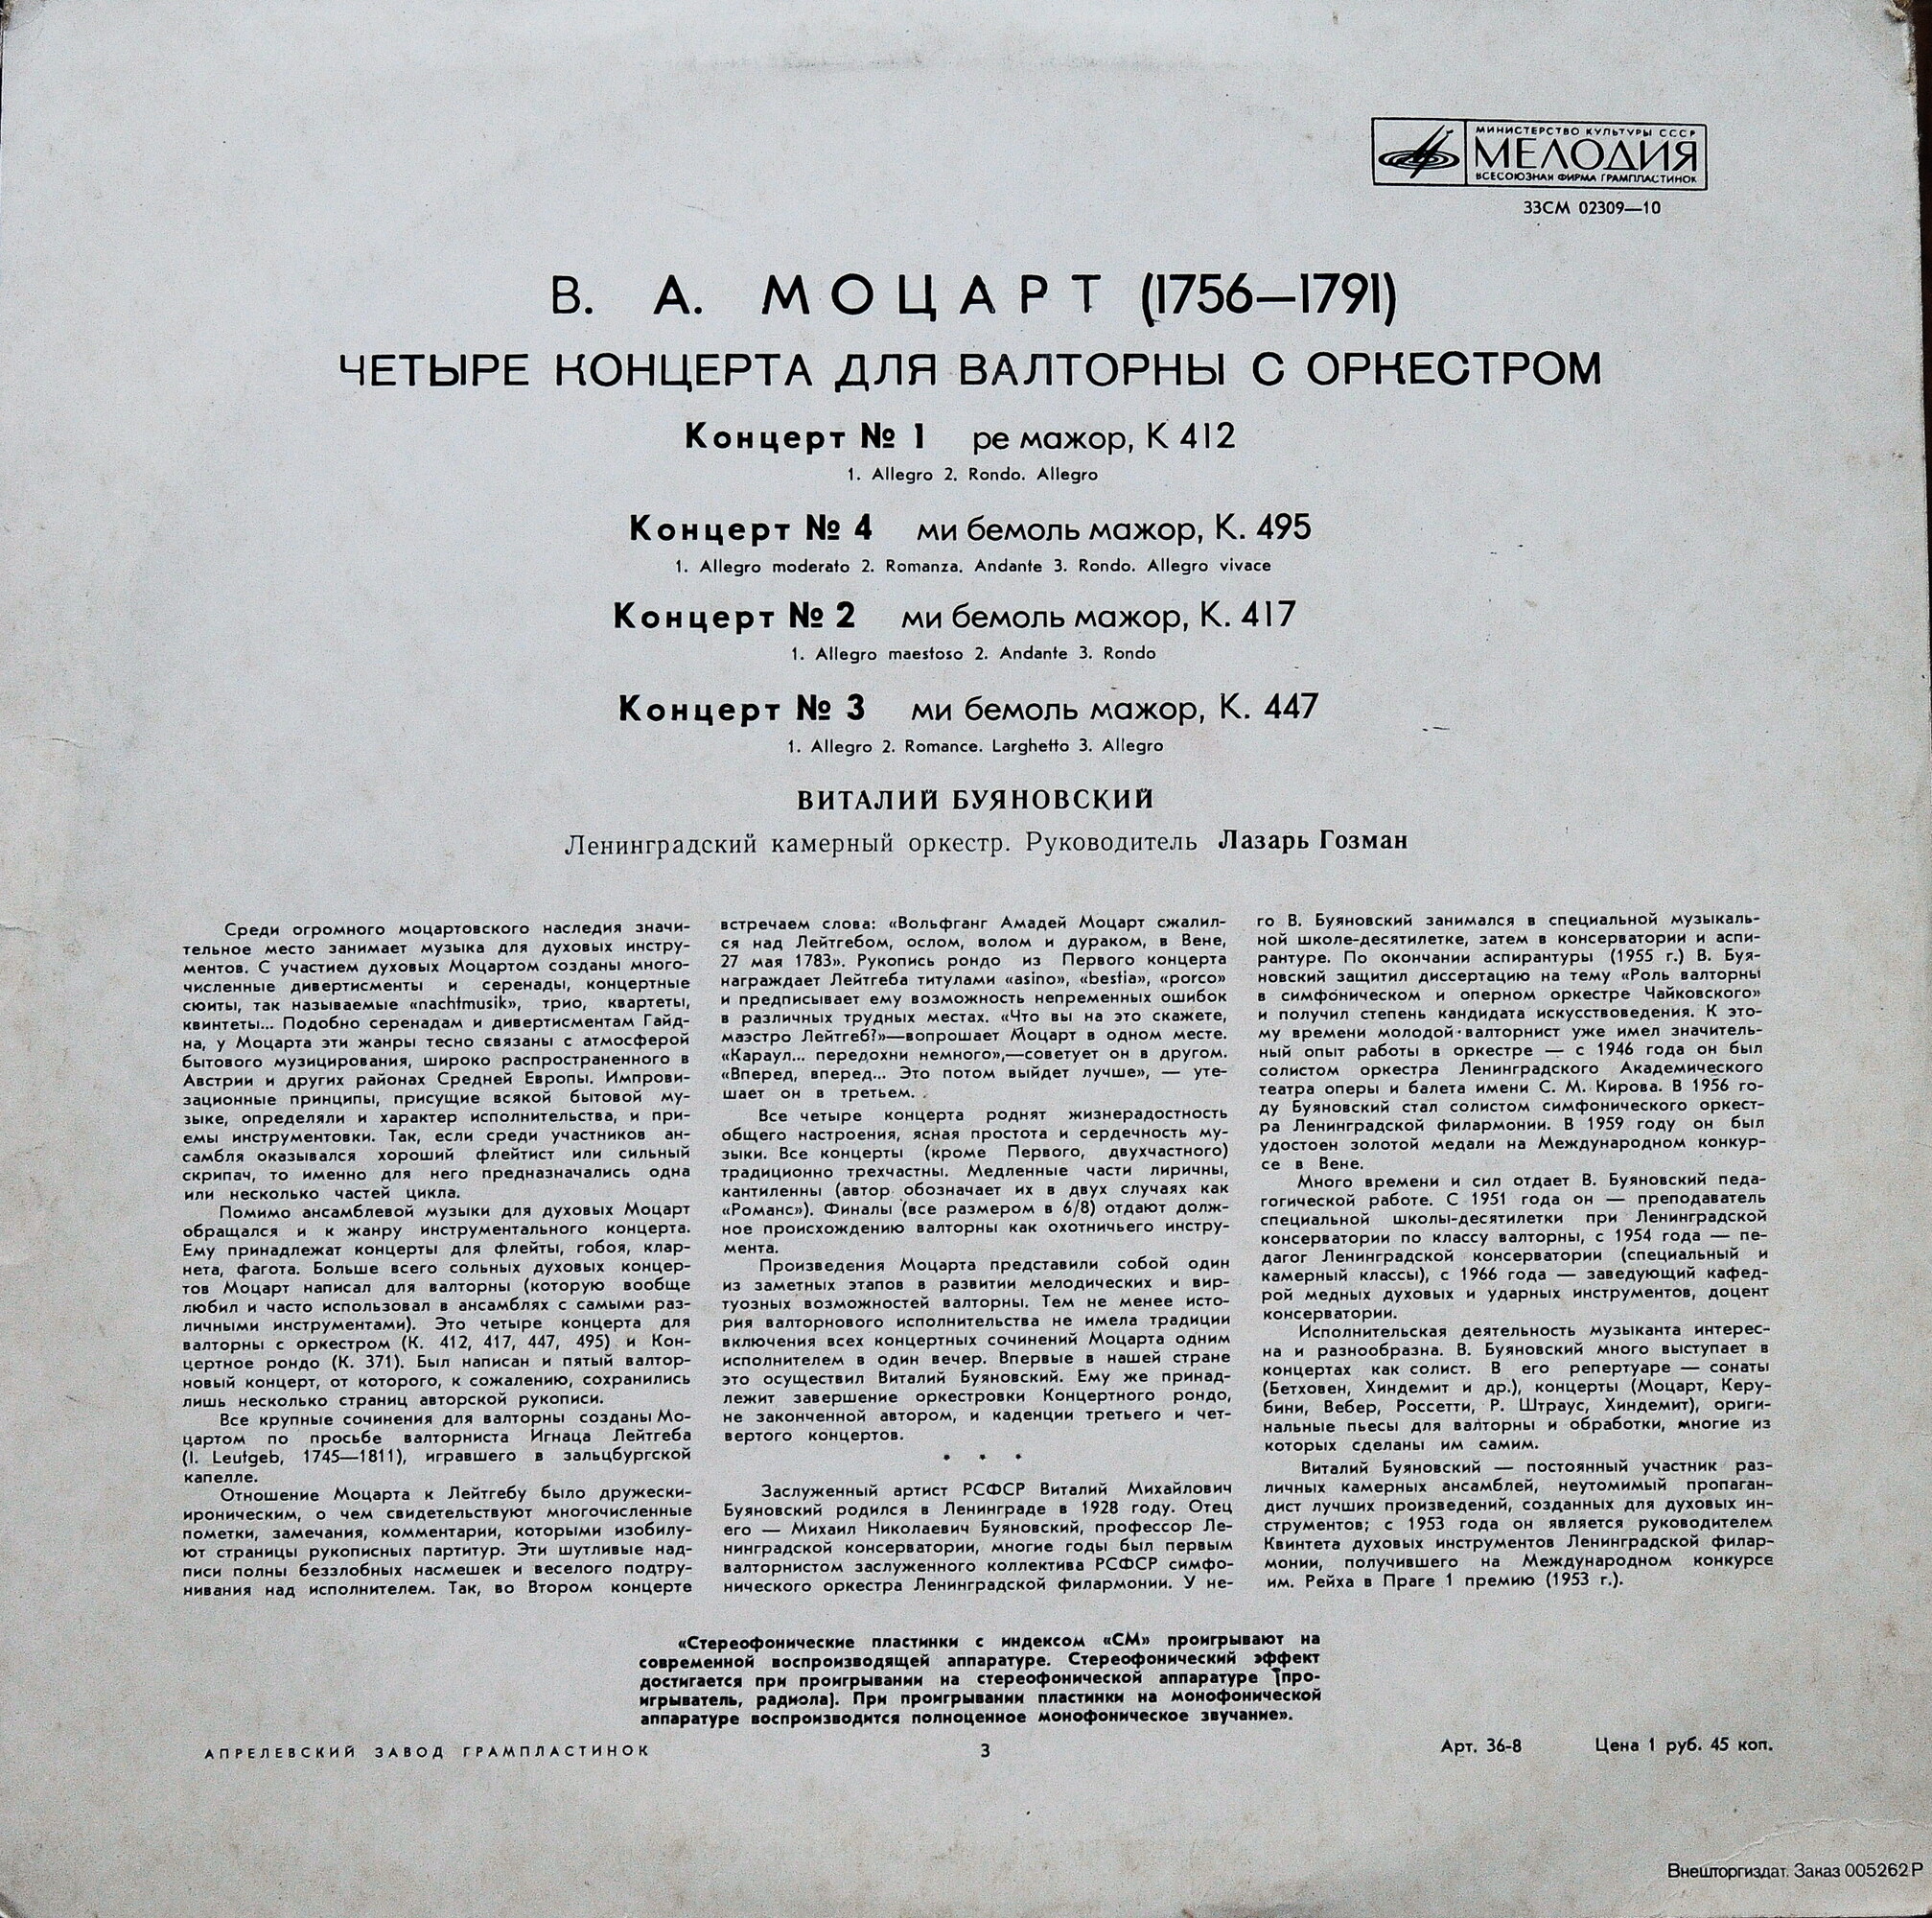 МИНИСТЕРСТВО КУЛЬТУРЫ СССР
МЕЛОДИЯ
ВСЕСОЮЗНАЯ ФИРМА ГРАМПЛАСТИНОК
33СМ 02309—10
В. А. МОЦАРТ (1756—1791)
ЧЕТЫРЕ КОНЦЕРТА ДЛЯ ВАЛТОРНЫ С ОРКЕСТРОМ
Концерт № 1 ре мажор, К 412
1. Allegro 2. Rondo. Allegro
Концерт № 4 ми бемоль мажор, К. 495
1. Allegro moderato 2. Romanza. Andante 3. Rondo. Allegro vivace
Концерт № 2 ми бемоль мажор, К. 417
1. Allegro maestoso 2. Andante 3. Rondo
Концерт № 3 ми бемоль мажор, К. 447
1. Allegro 2. Romance. Larghetto 3. Allegro
ВИТАЛИЙ БУЯНОВСКИЙ
Ленинградский камерный оркестр. Руководитель Лазарь Гозман
Среди огромного моцартовского наследия значи-
тельное место занимает музыка для духовых инстру-
ментов. С участием духовых Моцартом созданы много-
численные дивертисменты и серенады, концертные
сюиты, так называемые «nachtmusik», трио, квартеты,
квинтеты... Подобно серенадам и дивертисментам Гайд-
на, у Моцарта эти жанры тесно связаны с атмосферой
бытового музицирования, широко распространенного в
Австрии и других районах Средней Европы. Импрови-
зационные принципы, присущие всякой бытовой му-
зыке, определяли и характер исполнительства, и при-
емы инструментовки. Так, если среди участников ан-
самбля оказывался хороший флейтист или сильный
скрипач, то именно для него предназначались одна
или несколько частей цикла.
Помимо ансамблевой музыки для духовых Моцарт
обращался и к жанру инструментального концерта.
Ему принадлежат концерты для флейты, гобоя, клар-
нета, фагота. Больше всего сольных духовых концер-
тов Моцарт написал для валторны (которую вообще
любил и часто использовал в ансамблях с самыми раз-
личными инструментами). Это четыре концерта для
валторны с оркестром (К. 412, 417, 447, 495) и Кон-
цертное рондо (К. 371). Был написан и пятый валтор-
новый концерт, от которого, к сожалению, сохранились
лишь несколько страниц авторской рукописи.
Все крупные сочинения для валторны созданы Мо-
цартом по просьбе валторниста Игнаца Лейтгеба
(I. Leutgeb, 1745—1811), игравшего в зальцбургской
капелле.
Отношение Моцарта к Лейтгебу было дружески-
ироническим, о чем свидетельствуют многочисленные
пометки, замечания, комментарии, которыми изобилу-
ют страницы рукописных партитур. Эти шутливые над-
писи полны беззлобных насмешек и веселого подтру-
нивания над исполнителем. Так, во Втором концерте
встречаем слова: «Вольфганг Амадей Моцарт сжалил-
ся над Лейтгебом, ослом, волом и дураком, в Вене,
27 мая 1783». Рукопись рондо из Первого концерта
награждает Лейтгеба титулами «asino», «bestia», «porco»
и предписывает ему возможность непременных ошибок
в различных трудных местах. «Что вы на это скажете,
маэстро Лейтгеб?»—вопрошает Моцарт в одном месте.
«Караул... передохни немного»,—советует он в другом.
«Вперед, вперед... Это потом выйдет лучше», — уте-
шает он в третьем.
Все четыре концерта роднят жизнерадостность
общего настроения, ясная простота и сердечность му-
зыки. Все концерты (кроме Первого, двухчастного)
традиционно трехчастны. Медленные части лиричны,
кантиленны (автор обозначает их в двух случаях как
«Романс»). Финалы (все размером в 6/8) отдают долж-
ное происхождению валторны как охотничьего инстру-
мента.
Произведения Моцарта представили собой один
из заметных этапов в развитии мелодических и вир-
туозных возможностей валторны. Тем не менее исто-
рия валторнового исполнительства не имела традиции
включения всех концертных сочинений Моцарта одним
исполнителем в один вечер. Впервые в нашей стране
это осуществил Виталий Буяновский. Ему же принад-
лежит завершение оркестровки Концертного рондо,
не законченной автором, и каденции третьего и чет-
вертого концертов.
* * *
Заслуженный артист РСФСР Виталий Михайлович
Буяновский родился в Ленинграде в 1928 году. Отец
его — Михаил Николаевич Буяновский, профессор Ле-
нинградской консерватории, многие годы был первым
валторнистом заслуженного коллектива РСФСР симфо-
нического оркестра Ленинградской филармонии. У не-
го В. Буяновский занимался в специальной музыкаль-
ной школе-десятилетке, затем в консерватории и аспи-
рантуре. По окончании аспирантуры (1955 г.) В. Буя-
новский защитил диссертацию на тему «Роль валторны
в симфоническом и оперном оркестре Чайковского»
и получил степень кандидата искусствоведения. К это-
му времени молодой валторнист уже имел значитель-
ный опыт работы в оркестре — с 1946 года он был
солистом оркестра Ленинградского Академического
театра оперы и балета имени С. М. Кирова. В 1956 го-
ду Буяновский стал солистом симфонического оркест-
ра Ленинградской филармонии. В 1959 году он был
удостоен золотой медали на Международном конкур-
се в Вене.
Много времени и сил отдает В. Буяновский педа-
гогической работе. С 1951 года он — преподаватель
специальной школы-десятилетки при Ленинградской
консерватории по классу валторны, с 1954 года — пе-
дагог Ленинградской консерватории (специальный и
камерный классы), с 1966 года — заведующий кафед-
рой медных духовых и ударных инструментов, доцент
консерватории.
Исполнительская деятельность музыканта интерес-
на и разнообразна. В. Буяновский много выступает в
концертах как солист. В его репертуаре — сонаты
(Бетховен, Хиндемит и др.), концерты (Моцарт, Керу-
бини, Вебер, Россетти, Р. Штраус, Хиндемит), ориги-
нальные пьесы для валторны и обработки, многие из
которых сделаны им самим.
Виталий Буяновский — постоянный участник раз-
личных камерных ансамблей, неутомимый пропаган-
дист лучших произведений, созданных для духовых ин-
струментов; с 1953 года он является руководителем
Квинтета духовых инструментов Ленинградской филар-
монии, получившего на Международном конкурсе
им. Рейха в Праге 1 премию (1953 г.).
«Стереофонические пластинки с индексом «СМ» проигрывают на
современной воспроизводящей аппаратуре. Стереофонический эффект
достигается при проигрывании на стереофонической аппаратуре (про-
игрыватель, радиола). При проигрывании пластинки на монофонической
аппаратуре воспроизводится полноценное монофоническое звучание».
АПРЕЛЕВСКИЙ ЗАВОД ГРАМПЛАСТИНОК 3 Арт. 36-8 Цена 1 руб. 45 коп.
Внешторгиздат. Заказ 005262Р